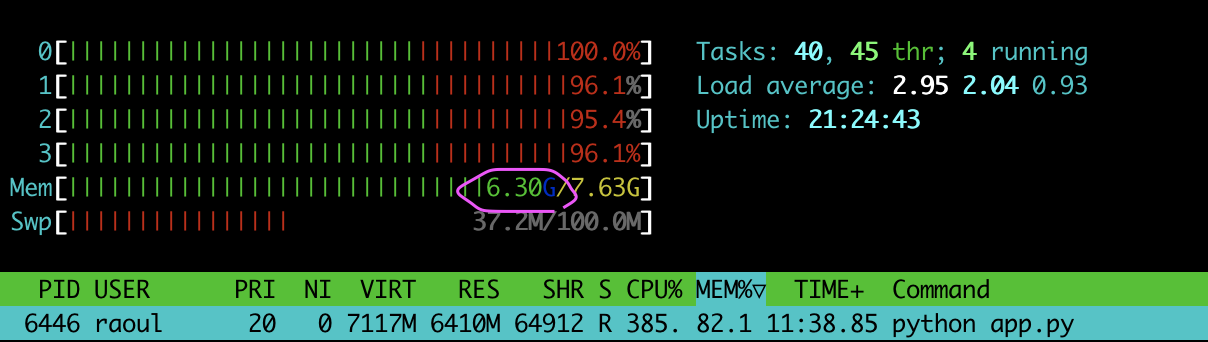 0[||||||||||||||||||||||||||||||||||||100.0%] Tasks: 40, 45 thr; 4 running
1[|||||||||||||||||||||||||||||||||||||96.1%] Load average: 2.95 2.04 0.93
2[|||||||||||||||||||||||||||||||||||||95.4%] Uptime: 21:24:43
3[|||||||||||||||||||||||||||||||||||||96.1%]
Mem[|||||||||||||||||||||||||||||||6.30G/7.63G]
Swp[|||||||||||||||| 37.2M/100.0M]
PID USER PRI NI VIRT RES SHR S CPU% MEM%▽ TIME+ Command
6446 raoul 20 0 7117M 6410M 64912 R 385. 82.1 11:38.85 python app.py